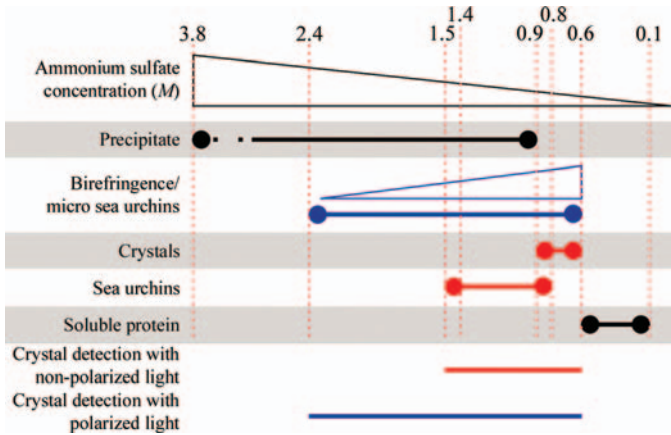 3.8 2.4 1.5 1.4 0.9 0.8 0.6 0.1
Ammonium sulfate
concentration (M)
Precipitate
Birefringence/
micro sea urchins
Crystals
Sea urchins
Soluble protein
Crystal detection with
non-polarized light
Crystal detection with
polarized light